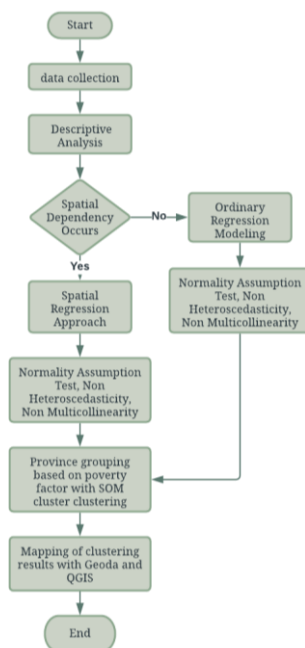 Start
data collection
Descriptive
Analysis
Spatial
Dependency
Occurs
No
Ordinary
Regression
Modeling
Yes
Spatial
Regression
Approach
Normality Assumption
Test, Non
Heteroscedasticity,
Non Multicollinearity
Normality Assumption
Test, Non
Heteroscedasticity,
Non Multicollinearity
Province grouping
based on poverty
factor with SOM
cluster clustering
Mapping of clustering
results with Geoda and
QGIS
End